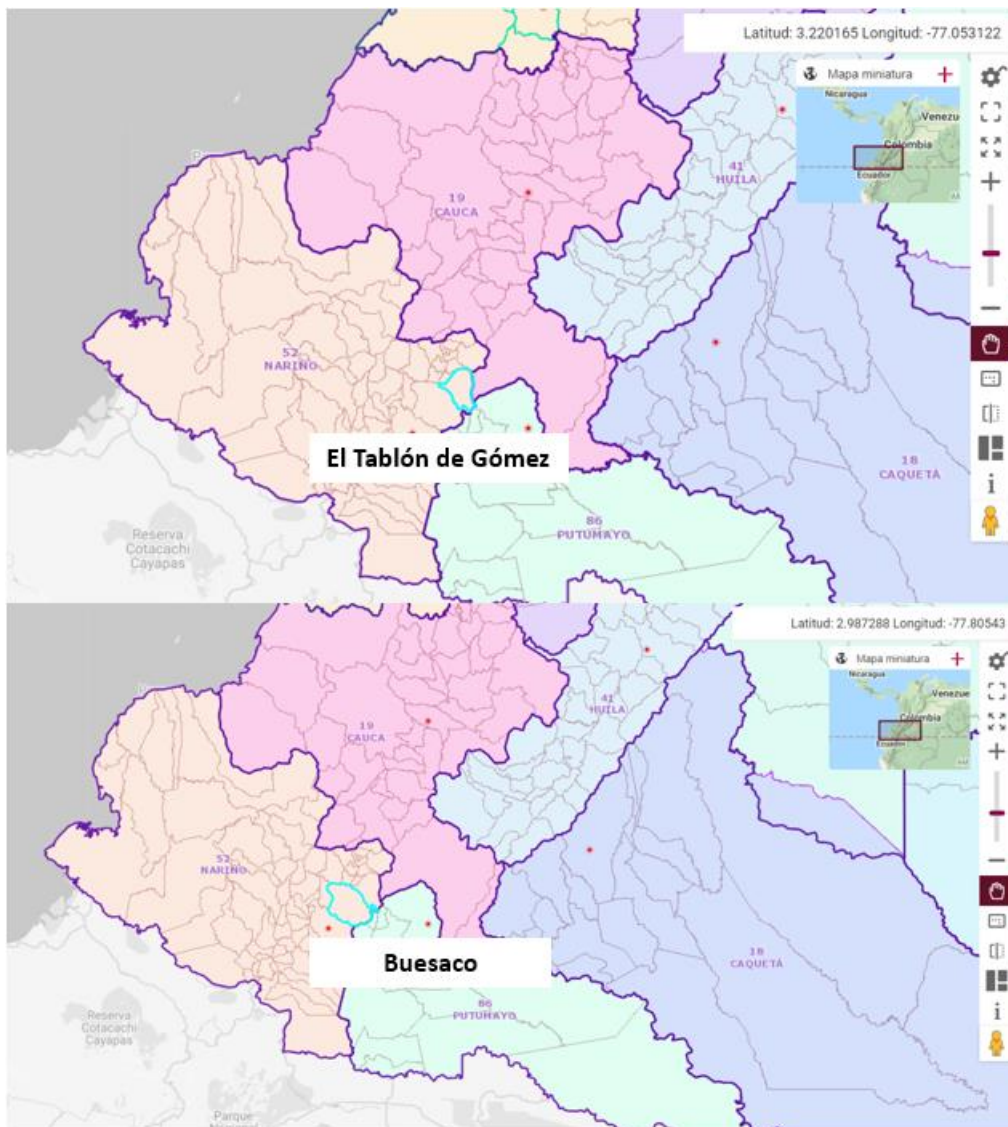 Latitud: 3.220165 Longitud: -77.053122
Mapa miniatura
Nicaragua
Venezu
Colombia
Ecuador
41
HUILA
19
CAUCA
52
NARIÑO
El Tablón de Gómez
18
CAQUETÁ
86
PUTUMAYO
Reserva
Cotacachi
Cayapas
Latitud: 2.987288 Longitud: -77.80543
Mapa miniatura
Nicaragua
Venezue
Colombia
Ecuador
41
HUILA
19
CAUCA
52
NARIÑO
Buesaco
18
CAQUETÁ
86
PUTUMAYO
Reserva
Cotacachi
Cayapas
Parque